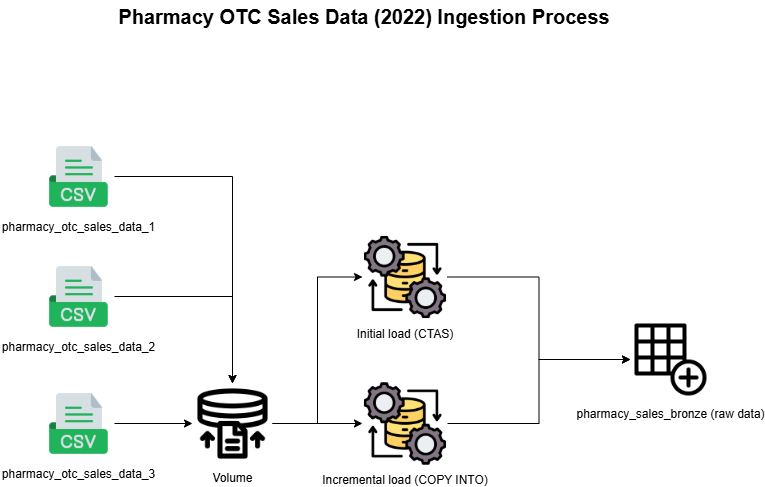 Pharmacy OTC Sales Data (2022) Ingestion Process
CSV
pharmacy_otc_sales_data_1
CSV
pharmacy_otc_sales_data_2
Initial load (CTAS)
CSV
pharmacy_sales_bronze (raw data)
pharmacy_otc_sales_data_3
Volume
Incremental load (COPY INTO)